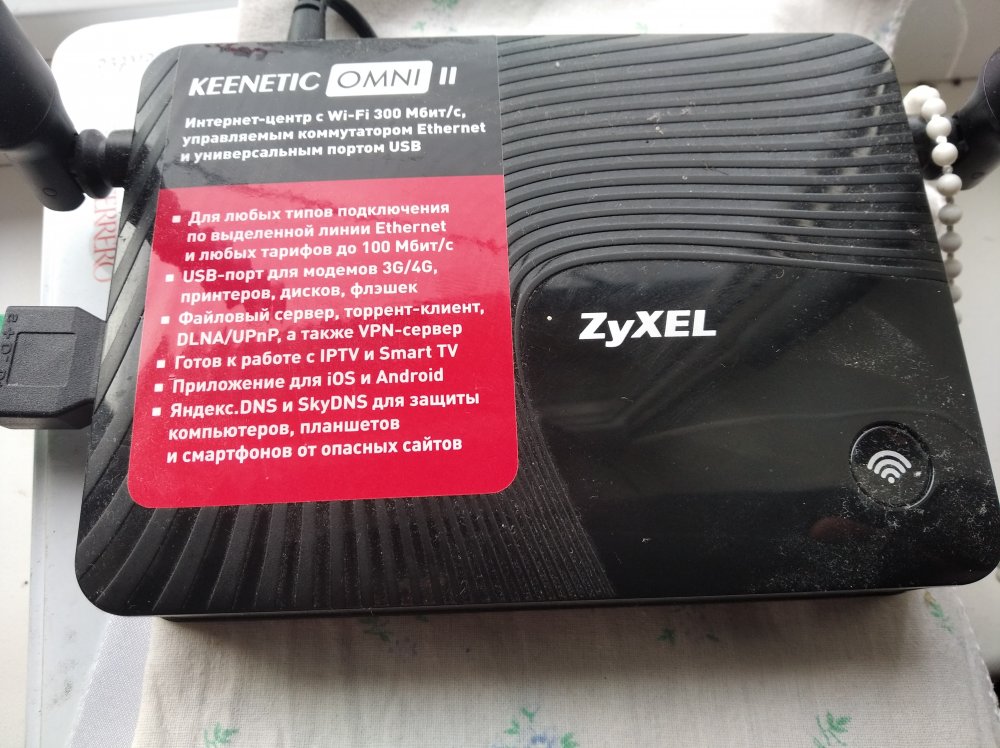 KEENETIC OMNI II
Интернет-центр с Wi-Fi 300 Мбит/с,
управляемым коммутатором Ethernet
и универсальным портом USB
▪ Для любых типов подключения
по выделенной линии Ethernet
и любых тарифов до 100 Мбит/с
▪ USB-порт для модемов 3G/4G,
принтеров, дисков, флэшек
▪ Файловый сервер, торрент-клиент,
DLNA/UPnP, а также VPN-сервер
▪ Готов к работе с IPTV и Smart TV
▪ Приложение для iOS и Android
▪ Яндекс.DNS и SkyDNS для защиты
компьютеров, планшетов
и смартфонов от опасных сайтов
ZyXEL